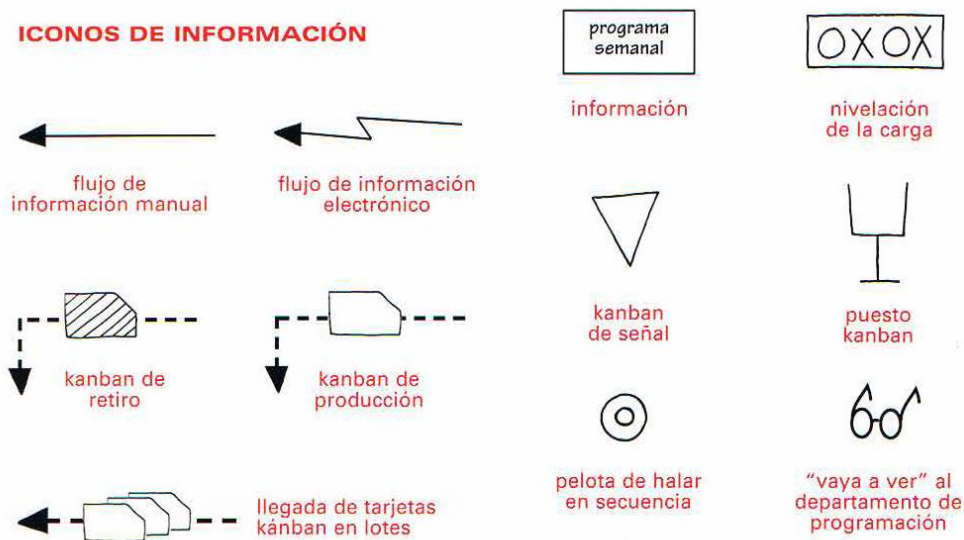 ICONOS DE INFORMACIÓN
programa
semanal
OXOX
información
nivelación
de la carga
flujo de
información manual
flujo de información
electrónico
kanban
de señal
puesto
kanban
kanban de
retiro
kanban de
producción
pelota de halar
en secuencia
"vaya a ver" al
departamento de
programación
llegada de tarjetas
kánban en lotes